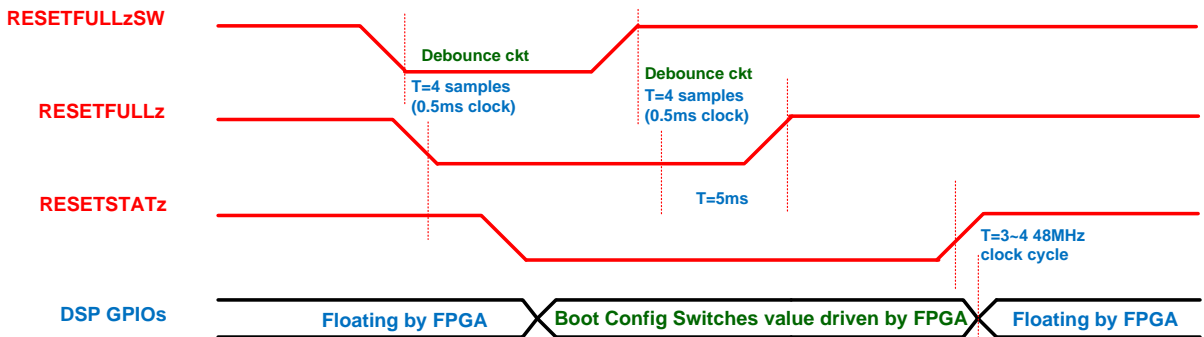 RESETFULLzSW
Debounce ckt
T=4 samples
(0.5ms clock)
Debounce ckt
T=4 samples
(0.5ms clock)
RESETFULLz
T=5ms
RESETSTATz
T=3~4 48MHz
clock cycle
DSP GPIOs
Floating by FPGA
Boot Config Switches value driven by FPGA
Floating by FPGA